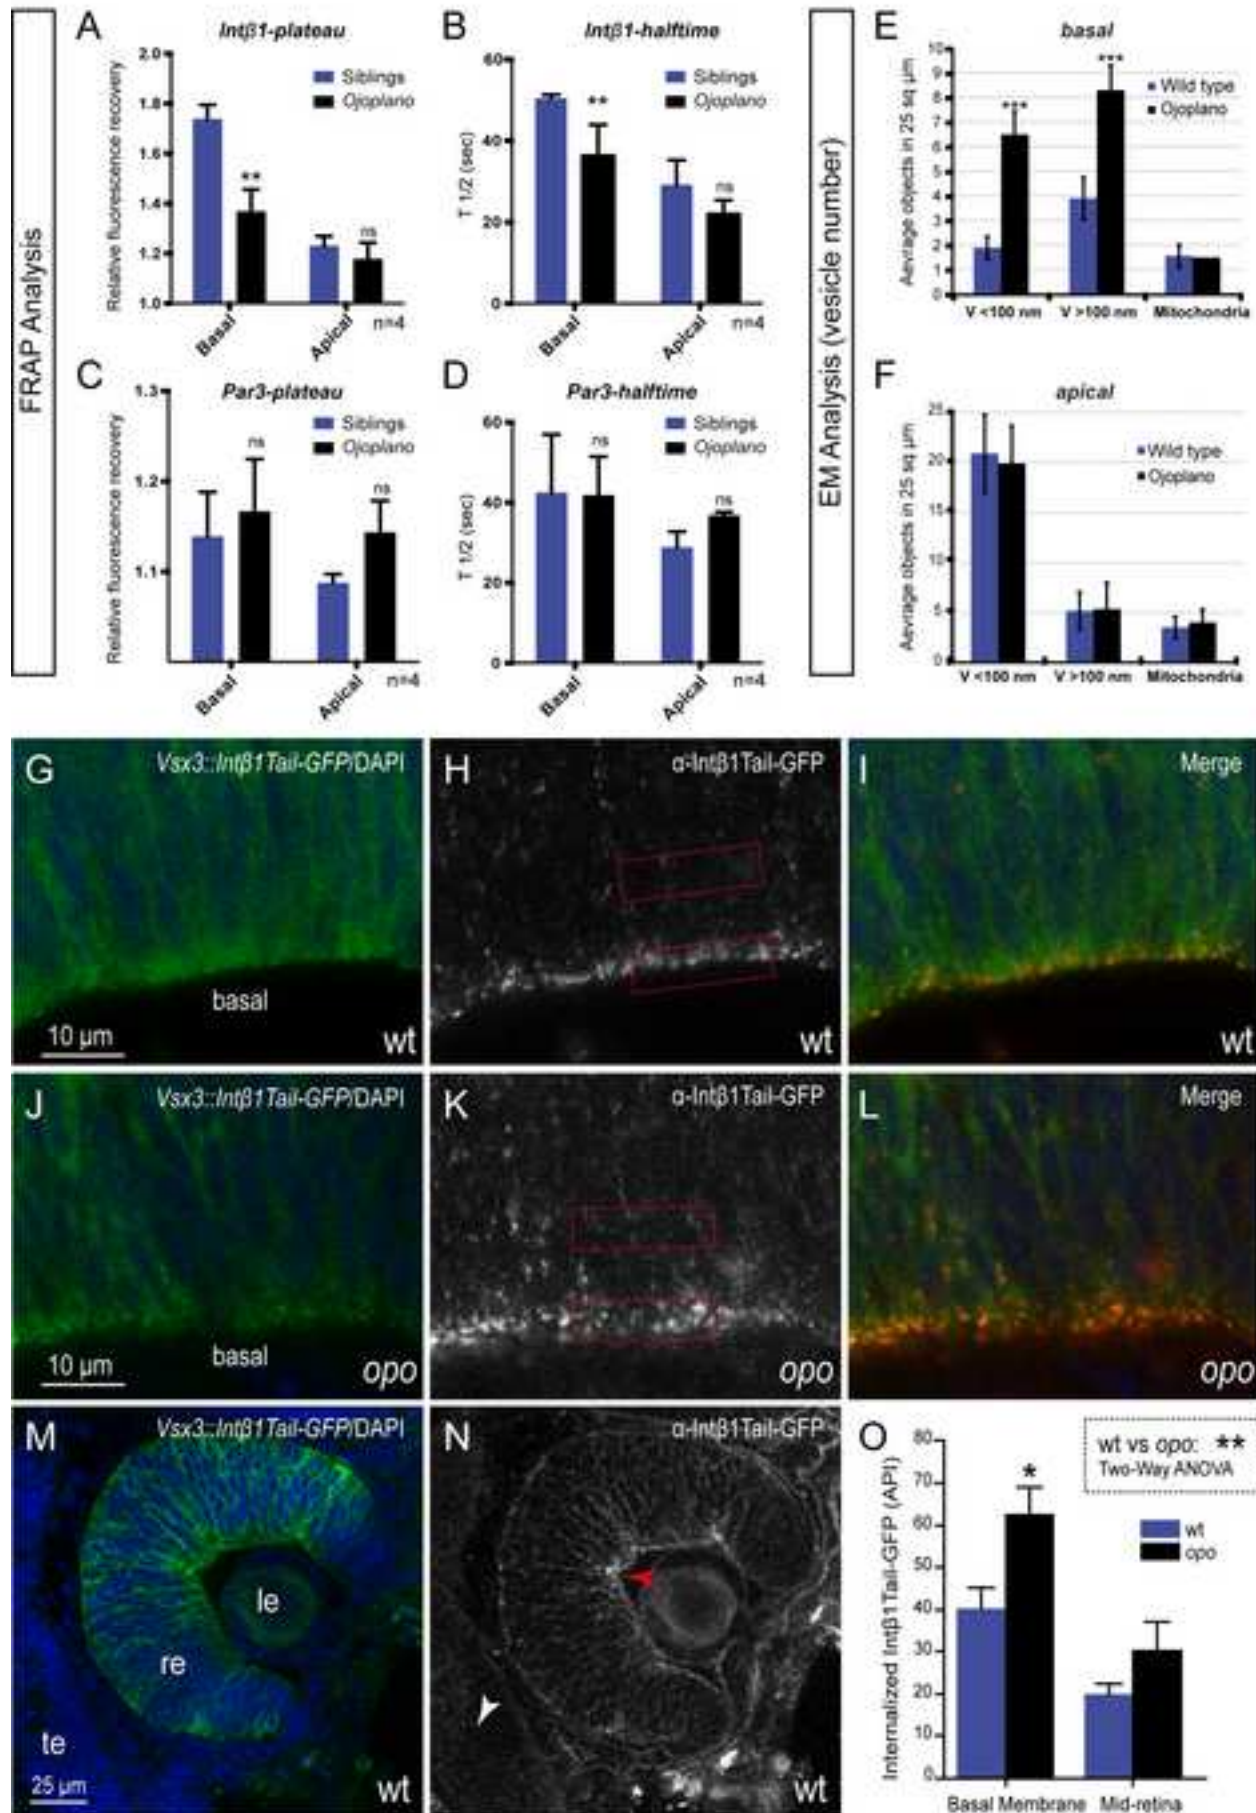 FRAP Analysis
A
Intβ1-plateau
Relative fluorescence recovery
2.0
1.8
1.6
1.4
1.2
1.0
Siblings
Ojoplano
**
ns
Basal
Apical
n=4
B
Intβ1-halftime
T 1/2 (sec)
60
40
20
0
Siblings
Ojoplano
**
ns
Basal
Apical
n=4
C
Par3-plateau
Relative fluorescence recovery
1.3
1.2
1.1
Siblings
Ojoplano
ns
ns
Basal
Apical
n=4
D
Par3-halftime
T 1/2 (sec)
60
40
20
0
Siblings
Ojoplano
ns
ns
Basal
Apical
n=4
EM Analysis (vesicle number)
E
basal
Aevrage objects in 25 sq µm
10
9
8
7
6
5
4
3
2
1
0
Wild type
Ojoplano
***
***
V <100 nm
V >100 nm
Mitochondria
F
apical
Aevrage objects in 25 sq µm
25
20
15
10
5
0
Wild type
Ojoplano
V <100 nm
V >100 nm
Mitochondria
G
Vsx3::Intβ1Tail-GFP/DAPI
basal
10 µm
wt
H
α-Intβ1Tail-GFP
wt
I
Merge
J
Vsx3::Intβ1Tail-GFP/DAPI
basal
10 µm
opo
K
α-Intβ1Tail-GFP
opo
L
Merge
M
Vsx3::Intβ1Tail-GFP/DAPI
le
re
te
25 µm
wt
N
α-Intβ1Tail-GFP
wt
O
Internalized Intβ1Tail-GFP (API)
80
70
60
50
40
30
20
10
0
wt vs opo: **
Two-Way ANOVA
*
wt
opo
Basal Membrane
Mid-retina